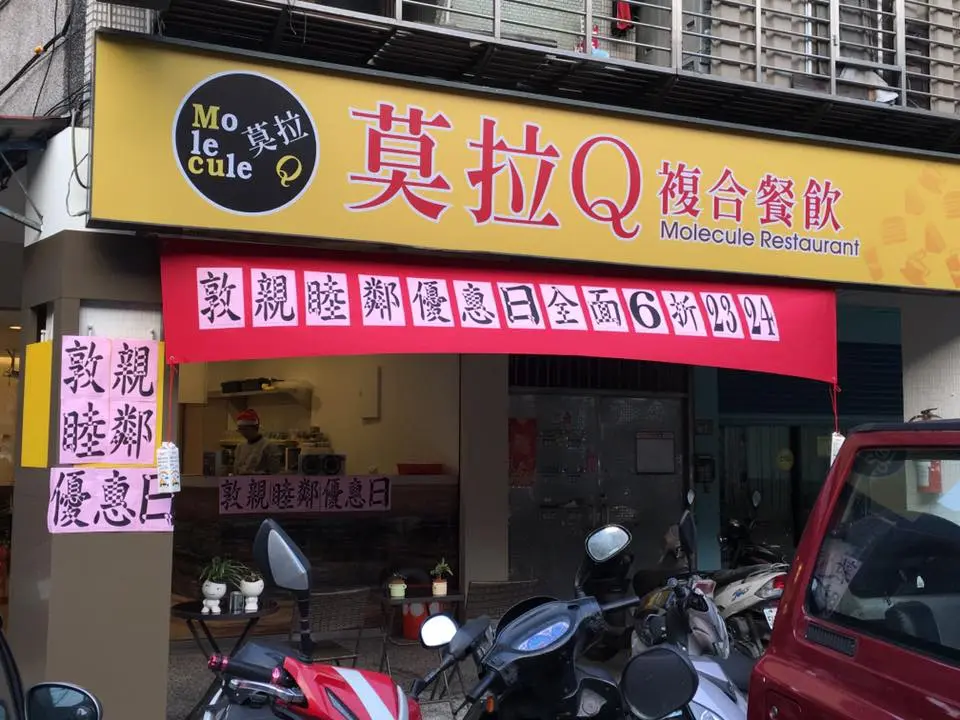 Mo
le
cule
莫拉
Q
莫拉Q
複合餐飲
Molecule Restaurant
敦親睦鄰優惠日全面6折23 24
敦親
睦鄰
優惠日
敦親睦鄰優惠日